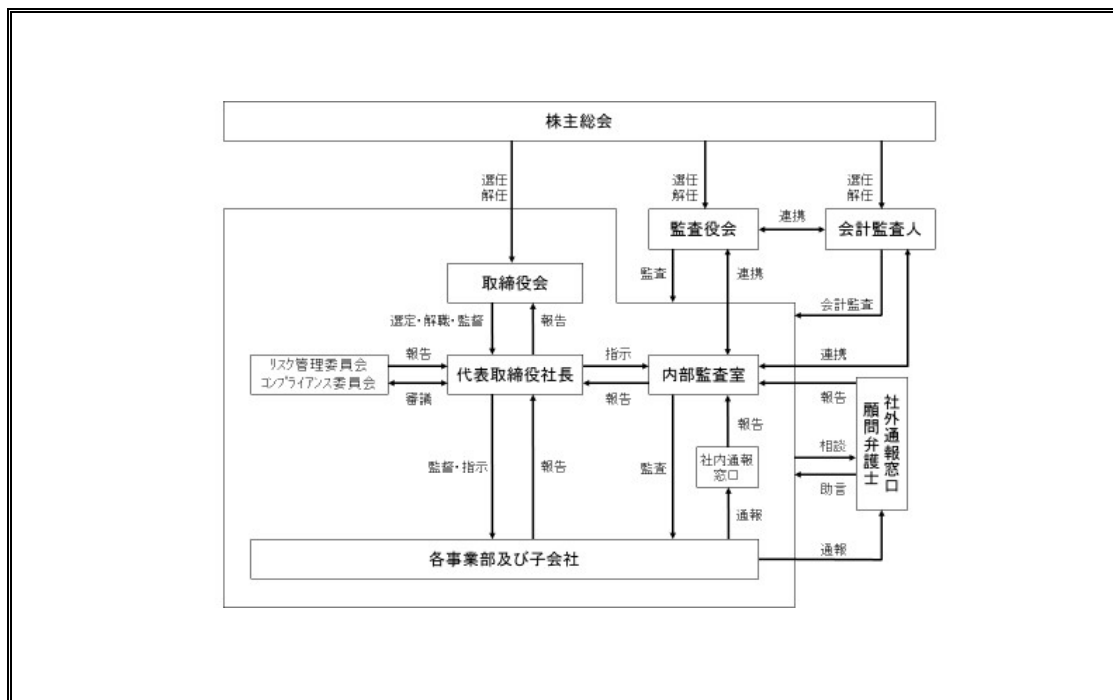 株主総会
選任
解任
選任
解任
選任
解任
監査役会
連携
会計監査人
取締役会
監査
連携
会計監査
選定・解職・監督
報告
リスク管理委員会
コンプライアンス委員会
報告
審議
代表取締役社長
指示
報告
内部監査室
連携
報告
社外通報窓口
顧問弁護士
監督・指示
報告
監査
報告
社内通報
窓口
相談
助言
通報
各事業部及び子会社
通報